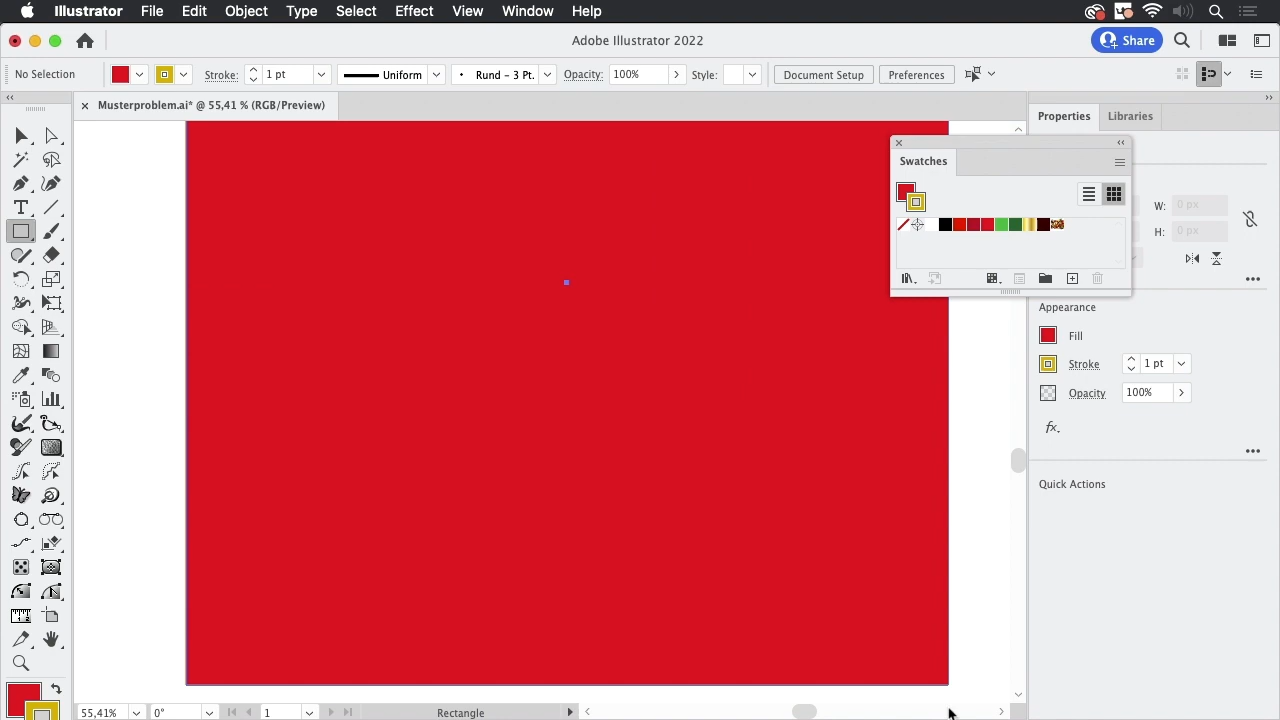 Illustrator File Edit Object Type Select Effect View Window Help
Adobe Illustrator 2022
Share
No Selection
Stroke:
1 pt
Uniform
Rund - 3 Pt.
Opacity:
100%
Style:
Document Setup
Preferences
Musterproblem.ai* @ 55,41 % (RGB/Preview)
Properties
Libraries
Swatches
W:
0 px
H:
0 px
Appearance
Fill
Stroke
1 pt
Opacity
100%
fx.
Quick Actions
55,41%
0°
1
Rectangle